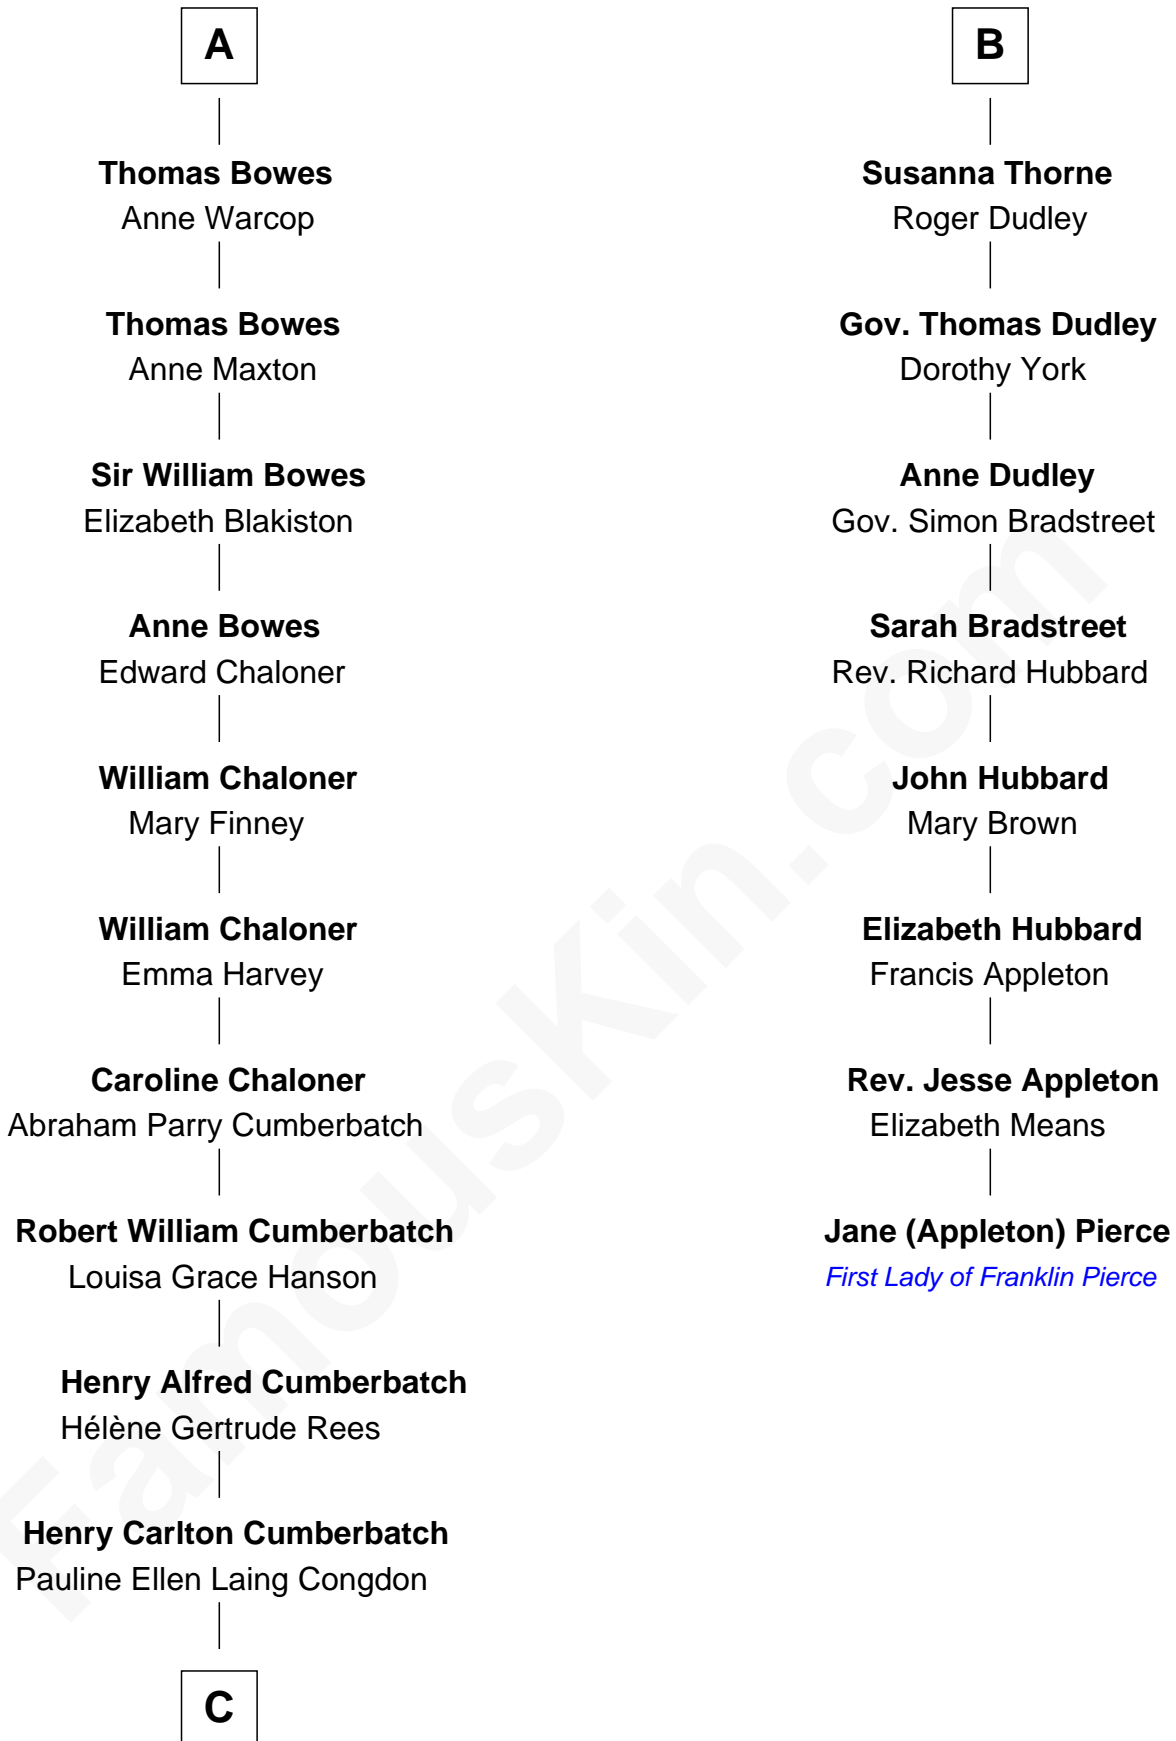 A
Thomas Bowes
Anne Warcop
Thomas Bowes
Anne Maxton
Sir William Bowes
Elizabeth Blakiston
Anne Bowes
Edward Chaloner
William Chaloner
Mary Finney
William Chaloner
Emma Harvey
Caroline Chaloner
Abraham Parry Cumberbatch
Robert William Cumberbatch
Louisa Grace Hanson
Henry Alfred Cumberbatch
Hélène Gertrude Rees
Henry Carlton Cumberbatch
Pauline Ellen Laing Congdon
C
B
Susanna Thorne
Roger Dudley
Gov. Thomas Dudley
Dorothy York
Anne Dudley
Gov. Simon Bradstreet
Sarah Bradstreet
Rev. Richard Hubbard
John Hubbard
Mary Brown
Elizabeth Hubbard
Francis Appleton
Rev. Jesse Appleton
Elizabeth Means
Jane (Appleton) Pierce
First Lady of Franklin Pierce
FamousKin.com